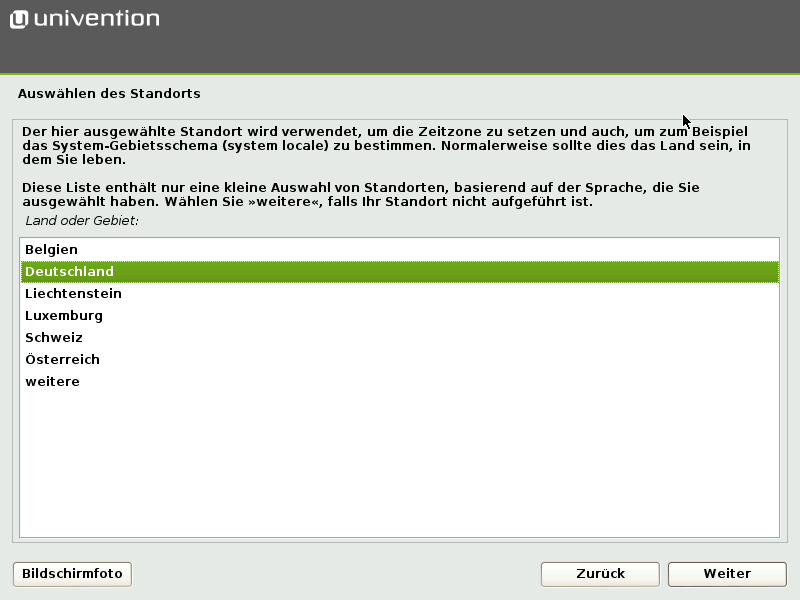 univention
Auswählen des Standorts
Der hier ausgewählte Standort wird verwendet, um die Zeitzone zu setzen und auch, um zum Beispiel
das System-Gebietsschema (system locale) zu bestimmen. Normalerweise sollte dies das Land sein, in
dem Sie leben.
Diese Liste enthält nur eine kleine Auswahl von Standorten, basierend auf der Sprache, die Sie
ausgewählt haben. Wählen Sie »weitere«, falls Ihr Standort nicht aufgeführt ist.
Land oder Gebiet:
Belgien
Deutschland
Liechtenstein
Luxemburg
Schweiz
Österreich
weitere
Bildschirmfoto
Zurück
Weiter